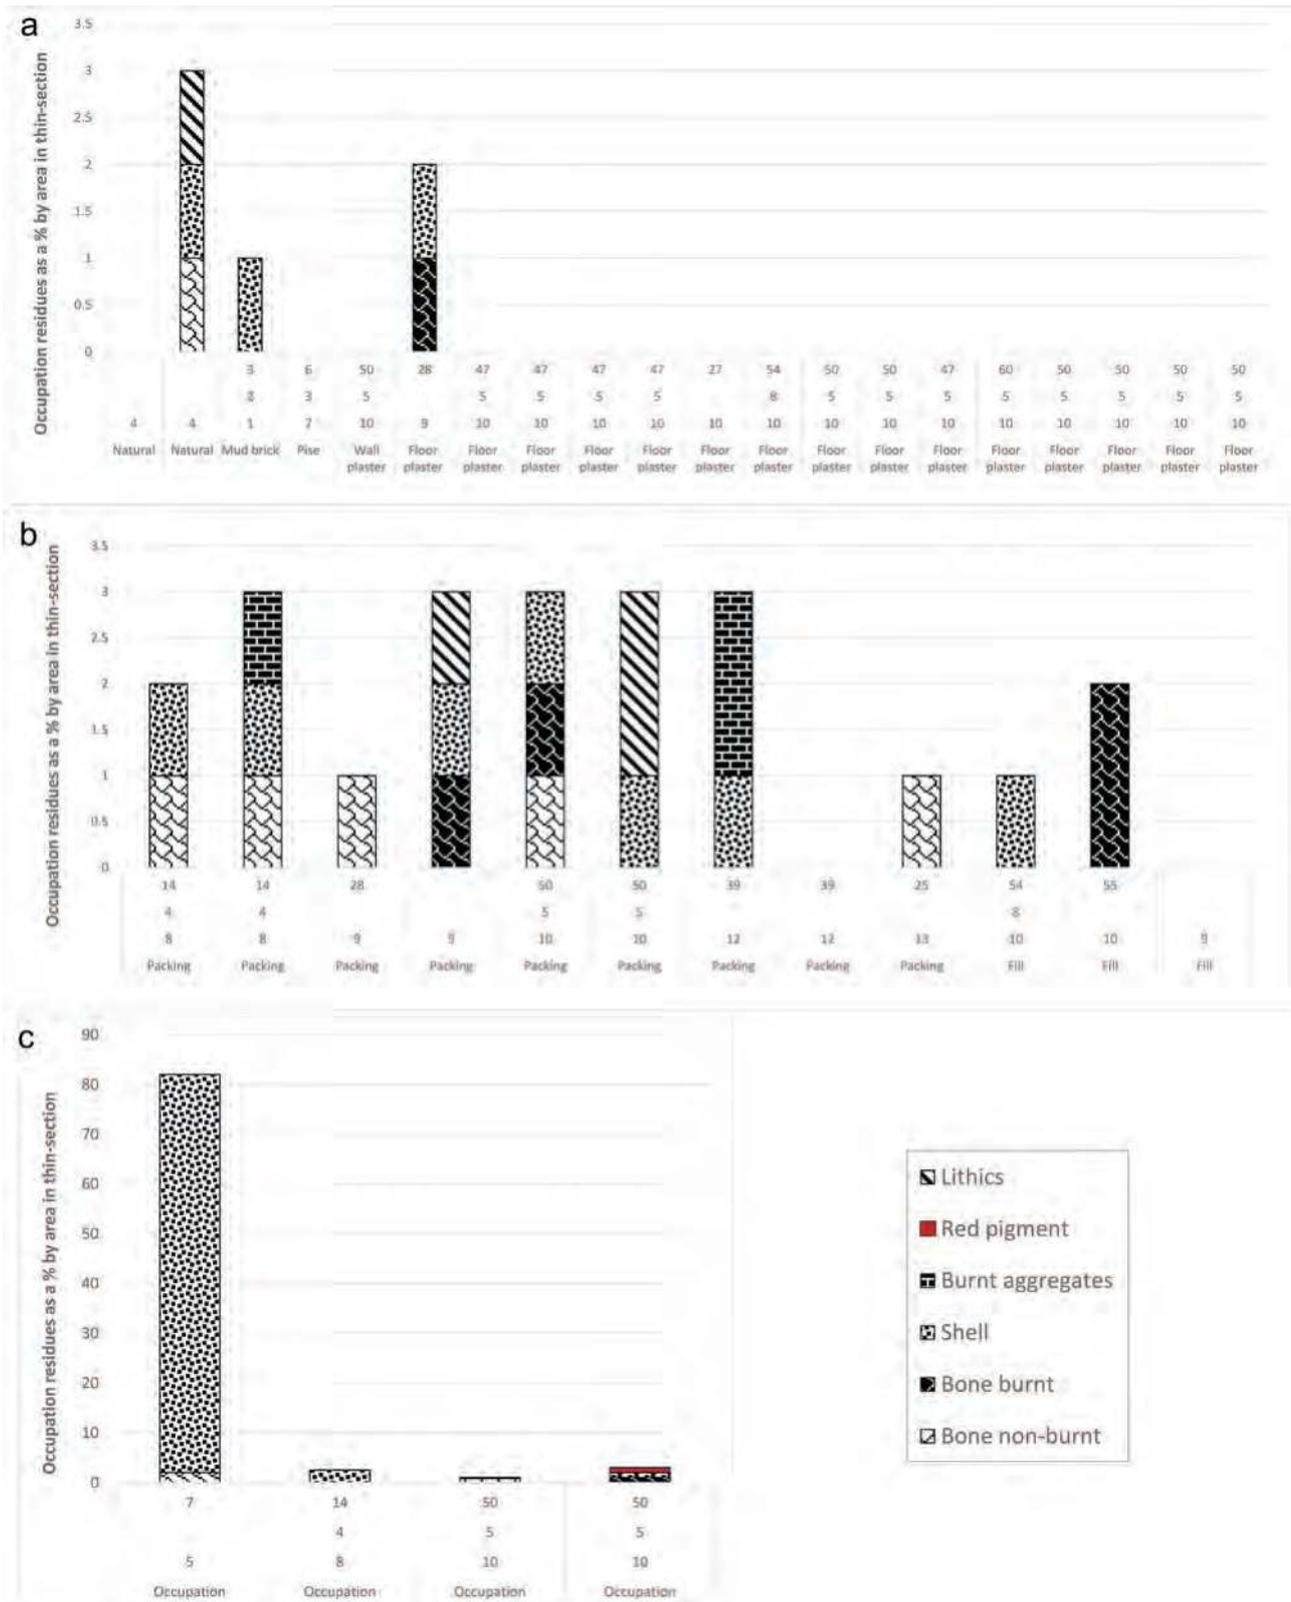 a
Occupation residues as a % by area in thin-section
3.5
3
2.5
2
1.5
1
0.5
0
3 6 50 28 47 47 47 47 27 54 50 50 47 60 50 50 50 50
8 3 5 5 5 5 5 8 5 5 5 5 5 5 5 5
4 4 1 7 10 9 10 10 10 10 10 10 10 10 10 10 10 10 10 10
Natural Natural Mud brick Pise Wall Floor Floor Floor Floor Floor Floor Floor Floor Floor Floor Floor Floor Floor Floor Floor
plaster plaster plaster plaster plaster plaster plaster plaster plaster plaster plaster plaster plaster plaster plaster plaster
b
Occupation residues as a % by area in thin-section
3.5
3
2.5
2
1.5
1
0.5
0
14 14 28 50 50 39 39 25 54 55
4 4 5 5 8
8 8 9 9 10 10 12 12 13 10 10 9
Packing Packing Packing Packing Packing Packing Packing Packing Packing Fill Fill Fill
c
Occupation residues as a % by area in thin-section
90
80
70
60
50
40
30
20
10
0
7 14 50 50
4 5 5
5 8 10 10
Occupation Occupation Occupation Occupation
Lithics
Red pigment
Burnt aggregates
Shell
Bone burnt
Bone non-burnt